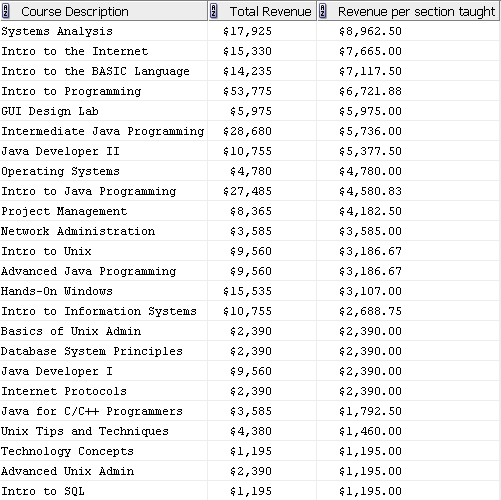 Course Description Total Revenue Revenue per section taught
Systems Analysis $17,925 $8,962.50
Intro to the Internet $15,330 $7,665.00
Intro to the BASIC Language $14,235 $7,117.50
Intro to Programming $53,775 $6,721.88
GUI Design Lab $5,975 $5,975.00
Intermediate Java Programming $28,680 $5,736.00
Java Developer II $10,755 $5,377.50
Operating Systems $4,780 $4,780.00
Intro to Java Programming $27,485 $4,580.83
Project Management $8,365 $4,182.50
Network Administration $3,585 $3,585.00
Intro to Unix $9,560 $3,186.67
Advanced Java Programming $9,560 $3,186.67
Hands-On Windows $15,535 $3,107.00
Intro to Information Systems $10,755 $2,688.75
Basics of Unix Admin $2,390 $2,390.00
Database System Principles $2,390 $2,390.00
Java Developer I $9,560 $2,390.00
Internet Protocols $2,390 $2,390.00
Java for C/C++ Programmers $3,585 $1,792.50
Unix Tips and Techniques $4,380 $1,460.00
Technology Concepts $1,195 $1,195.00
Advanced Unix Admin $2,390 $1,195.00
Intro to SQL $1,195 $1,195.00